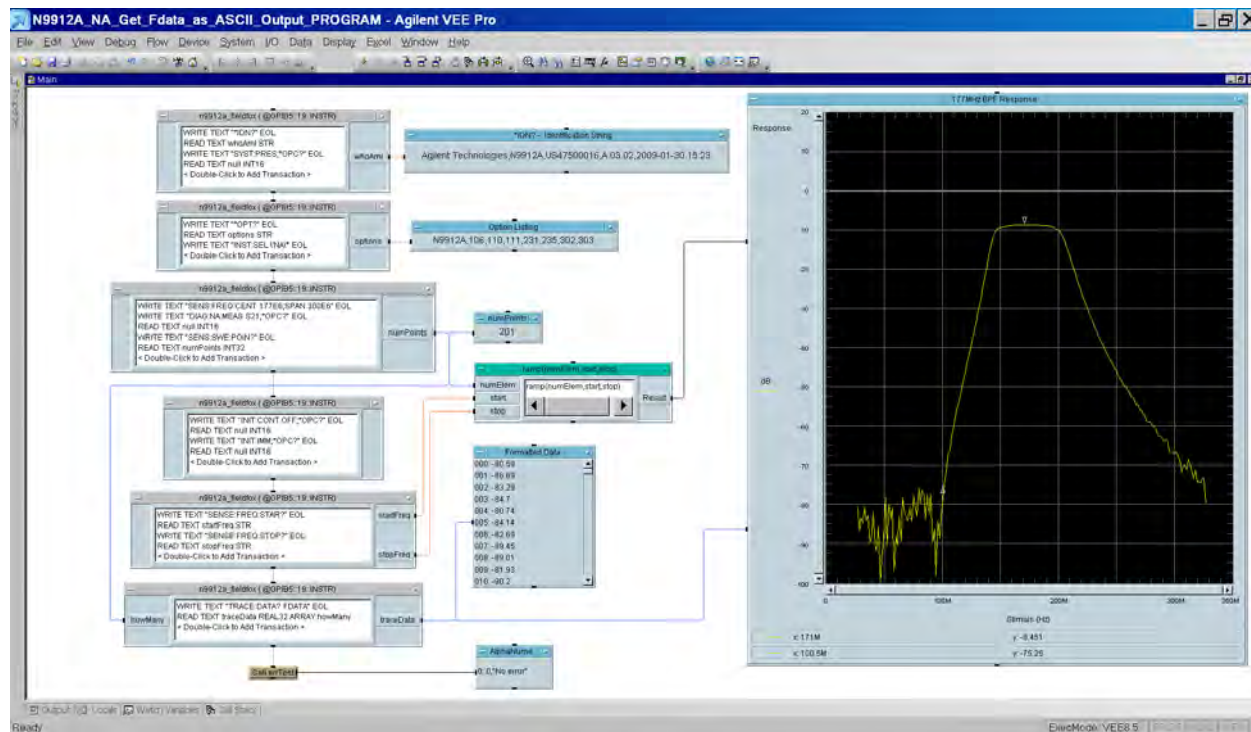 N9912A_NA_Get_Fdata_as_ASCII_Output_PROGRAM - Agilent VEE Pro
File Edit View Debug Flow Device System I/O Data Display Excel Window Help
Main
n9912a_fieldfox (@GPIB5::19::INSTR)
WRITE TEXT "*IDN?" EOL
READ TEXT whoAmI STR
WRITE TEXT "SYST:PRES;*OPC?" EOL
READ TEXT null INT16
< Double-Click to Add Transaction >
whoAmI
*IDN? - Identification String
Agilent Technologies,N9912A,US47500016,A.03.02,2009-01-30.15:23
n9912a_fieldfox (@GPIB5::19::INSTR)
WRITE TEXT "*OPT?" EOL
READ TEXT options STR
WRITE TEXT "INST:SEL \NA\" EOL
< Double-Click to Add Transaction >
options
Option Listing
N9912A,106,110,111,231,235,302,303
n9912a_fieldfox (@GPIB5::19::INSTR)
WRITE TEXT "SENS:FREQ:CENT 177E6;SPAN 300E6" EOL
WRITE TEXT "DIAG:NA:MEAS S21;*OPC?" EOL
READ TEXT null INT16
WRITE TEXT "SENS:SWE:POIN?" EOL
READ TEXT numPoints INT32
< Double-Click to Add Transaction >
numPoints
numPoints
201
ramp(numElem,start,stop)
numElem
start
stop
ramp(numElem,start,stop)
Result
n9912a_fieldfox (@GPIB5::19::INSTR)
WRITE TEXT "INIT:CONT OFF;*OPC?" EOL
READ TEXT null INT16
WRITE TEXT "INIT:IMM;*OPC?" EOL
READ TEXT null INT16
< Double-Click to Add Transaction >
Formatted Data
000:-80.59
001:-86.69
002:-83.29
003:-84.7
004:-90.74
005:-84.14
006:-82.69
007:-89.45
008:-89.01
009:-81.93
010:-90.2
n9912a_fieldfox (@GPIB5::19::INSTR)
WRITE TEXT "SENSE:FREQ:STAR?" EOL
READ TEXT startFreq STR
WRITE TEXT "SENSE:FREQ:STOP?" EOL
READ TEXT stopFreq STR
< Double-Click to Add Transaction >
startFreq
stopFreq
n9912a_fieldfox (@GPIB5::19::INSTR)
howMany
WRITE TEXT "TRACE:DATA? FDATA" EOL
READ TEXT traceData REAL32 ARRAY:howMany
< Double-Click to Add Transaction >
traceData
Call errTest
AlphaNume
0: 0,"No error"
177MHz BPF Response
Response
dB
20
10
0
-10
-20
-30
-40
-50
-60
-70
-80
-90
-100
0 100M 200M 300M 350M
Stimulus (Hz)
x:171M y:-8.451
x:100.5M y:-75.25
Output Locals Watch Variables Call Stack
Ready
ExecMode: VEE8.5